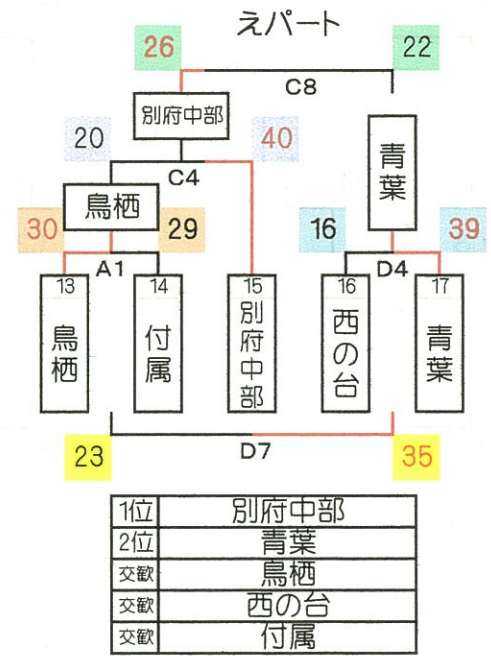 えパート
26 22
C8
別府中部
20 40
青葉
C4
鳥栖
30 29 16 39
A1 D4
13 14 15 16 17
鳥栖 付属 別府中部 西の台 青葉
23 35
D7
1位 別府中部
2位 青葉
交歓 鳥栖
交歓 西の台
交歓 付属